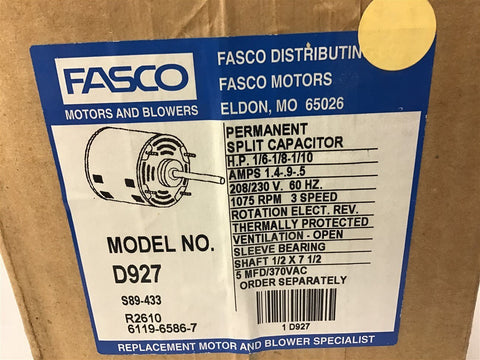 FASCO
MOTORS AND BLOWERS
FASCO DISTRIBUTIN
FASCO MOTORS
ELDON, MO 65026
PERMANENT
SPLIT CAPACITOR
H.P. 1/6-1/8-1/10
AMPS 1.4-.9-.5
208/230 V. 60 HZ.
1075 RPM 3 SPEED
ROTATION ELECT. REV.
THERMALLY PROTECTED
VENTILATION - OPEN
SLEEVE BEARING
SHAFT 1/2 X 7 1/2
5 MFD/370VAC
ORDER SEPARATELY
MODEL NO.
D927
S89-433
R2610
6119-6586-7
1 D927
REPLACEMENT MOTOR AND BLOWER SPECIALIST